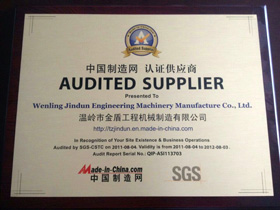 Audited Supplier
中国制造网 认证供应商
AUDITED SUPPLIER
Presented To
Wenling Jindun Engineering Machinery Manufacture Co., Ltd.
温岭市金盾工程机械制造有限公司
http://tzjindun.en.made-in-china.com
in Recognition of Your Site Existence & Business Operations
Audited by SGS-CSTC on 2011-08-04. Validity is from 2011-08-04 to 2012-08-03.
Audit Report Serial No.: QIP-ASI113703
Made-in-China.com
中国制造网
SGS